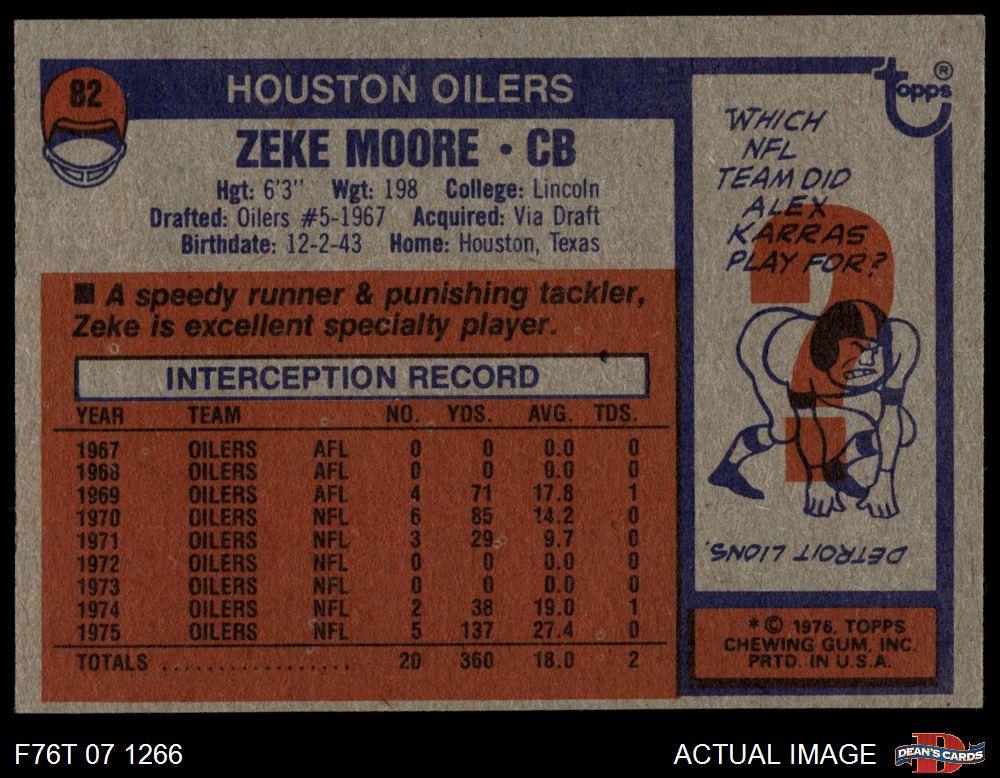 82
HOUSTON OILERS
ZEKE MOORE • CB
Hgt: 6'3" Wgt: 198 College: Lincoln
Drafted: Oilers #5-1967 Acquired: Via Draft
Birthdate: 12-2-43 Home: Houston, Texas
■ A speedy runner & punishing tackler,
Zeke is excellent specialty player.
INTERCEPTION RECORD
YEAR TEAM NO. YDS. AVG. TDS.
1967 OILERS AFL 0 0 0.0 0
1968 OILERS AFL 0 0 0.0 0
1969 OILERS AFL 4 71 17.8 1
1970 OILERS NFL 6 85 14.2 0
1971 OILERS NFL 3 29 9.7 0
1972 OILERS NFL 0 0 0.0 0
1973 OILERS NFL 0 0 0.0 0
1974 OILERS NFL 2 38 19.0 1
1975 OILERS NFL 5 137 27.4 0
TOTALS .................. 20 360 18.0 2
topps®
WHICH
NFL
TEAM DID
ALEX
KARRAS
PLAY FOR?
?
DETROIT LIONS.
*© 1976, TOPPS
CHEWING GUM, INC.
PRTD. IN U.S.A.
F76T 07 1266
ACTUAL IMAGE
DEAN'S CARDS